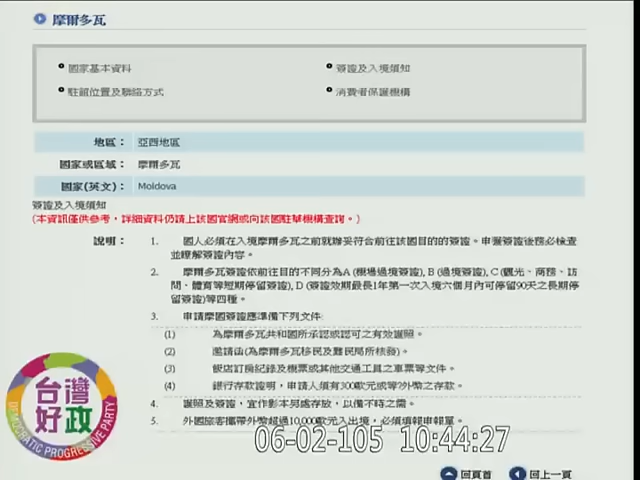 摩爾多瓦
國家基本資料
簽證及入境須知
駐館位置及聯絡方式
消費者保護機構
地區： 亞西地區
國家或區域： 摩爾多瓦
國家(英文)： Moldova
簽證及入境須知
(本資訊僅供參考，詳細資料仍請上該國官網或向該國駐華機構查詢。)
說明： 1. 國人必須在入境摩爾多瓦之前就辦妥符合前往該國目的的簽證。申獲簽證後務必檢查
並瞭解簽證內容。
2. 摩爾多瓦簽證依前往目的不同分為A (機場過境簽證), B (過境簽證), C (觀光、商務、訪
問、體育等短期停留簽證), D (簽證效期最長1年第一次入境六個月內可停留90天之長期停
留簽證)等四種。
3. 申請摩國簽證應準備下列文件:
(1) 為摩爾多瓦共和國所承認或認可之有效護照。
(2) 邀請函(為摩爾多瓦移民及難民局所核發)。
(3) 飯店訂房紀錄及機票或其他交通工具之車票等文件。
(4) 銀行存款證明，申請人須有300歐元或等?外幣之存款。
4. 護照及簽證，宜作影本另處存放，以備不時之需。
5. 外國旅客攜帶外幣超過10,000歐元入出境，必須填報申報單。
台灣
好政
DEMOCRATIC PROGRESSIVE PARTY
06-02-105 10:44:27
回頁首 回上一頁